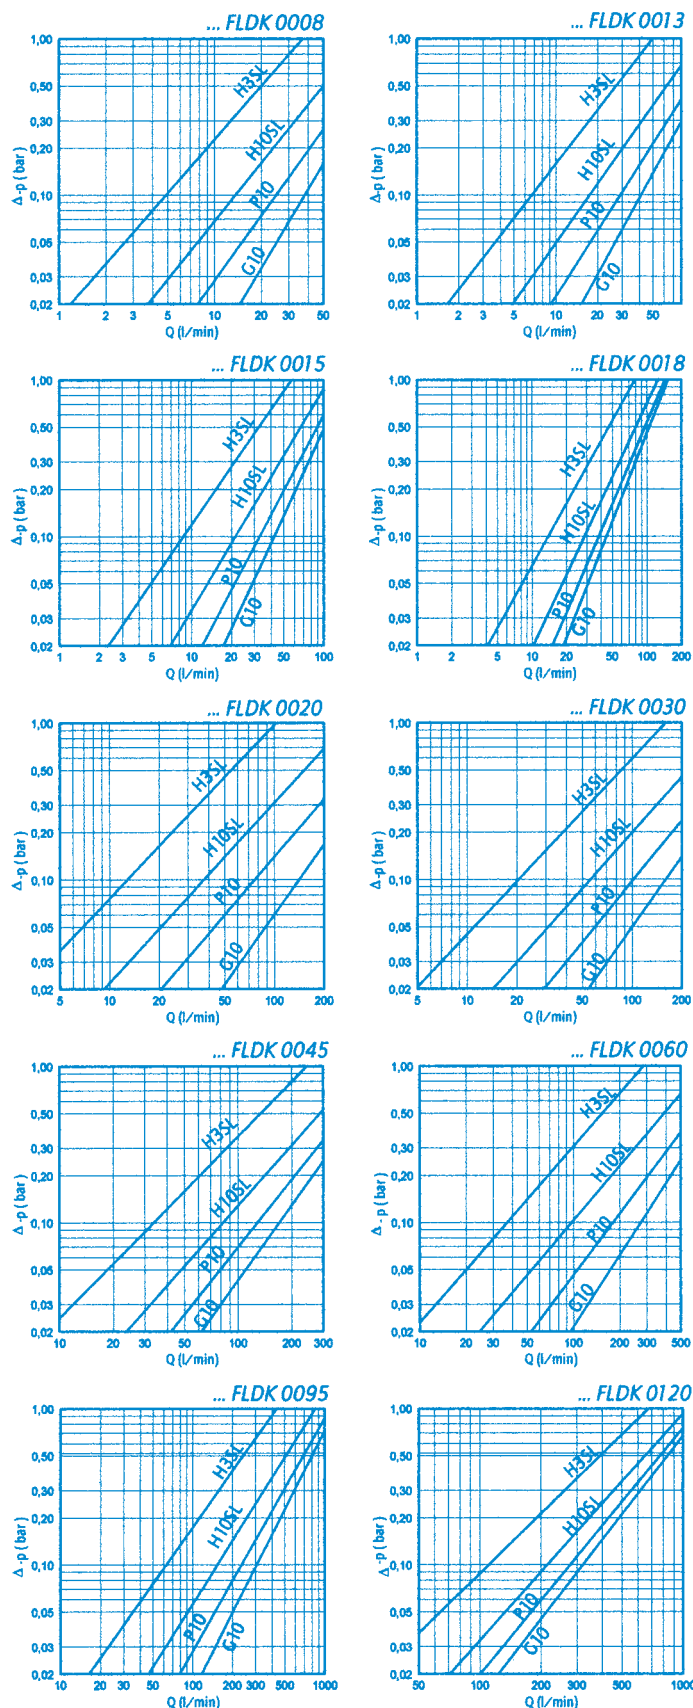 ... FLDK 0008
1,00
0,50
0,30
0,20
0,10
0,05
0,03
0,02
Δ-p (bar)
H3SL
H10SL
P10
G10
1 2 3 5 10 20 30 50
Q (l/min)
... FLDK 0013
1,00
0,50
0,30
0,20
0,10
0,05
0,03
0,02
Δ-p (bar)
H3SL
H10SL
P10
G10
1 2 3 5 10 20 30 50
Q (l/min)
... FLDK 0015
1,00
0,50
0,30
0,20
0,10
0,05
0,03
0,02
Δ-p (bar)
H3SL
H10SL
P10
G10
1 2 3 5 10 20 30 50 100
Q (l/min)
... FLDK 0018
1,00
0,50
0,30
0,20
0,10
0,05
0,03
0,02
Δ-p (bar)
H3SL
H10SL
P10
G10
1 2 5 10 20 50 100 200
Q (l/min)
... FLDK 0020
1,00
0,50
0,30
0,20
0,10
0,05
0,03
0,02
Δ-p (bar)
H3SL
H10SL
P10
G10
5 10 20 50 100 200
Q (l/min)
... FLDK 0030
1,00
0,50
0,30
0,20
0,10
0,05
0,03
0,02
Δ-p (bar)
H3SL
H10SL
P10
G10
5 10 20 50 100 200
Q (l/min)
... FLDK 0045
1,00
0,50
0,30
0,20
0,10
0,05
0,03
0,02
Δ-p (bar)
H3SL
H10SL
P10
G10
10 20 30 50 100 200 300
Q (l/min)
... FLDK 0060
1,00
0,50
0,30
0,20
0,10
0,05
0,03
0,02
Δ-p (bar)
H3SL
H10SL
P10
G10
10 20 30 50 100 200 300 500
Q (l/min)
... FLDK 0095
1,00
0,50
0,30
0,20
0,10
0,05
0,03
0,02
Δ-p (bar)
H3SL
H10SL
P10
G10
10 20 30 50 100 200 300 500 1000
Q (l/min)
... FLDK 0120
1,00
0,50
0,30
0,20
0,10
0,05
0,03
0,02
Δ-p (bar)
H3SL
H10SL
P10
G10
50 100 200 500 1000
Q (l/min)